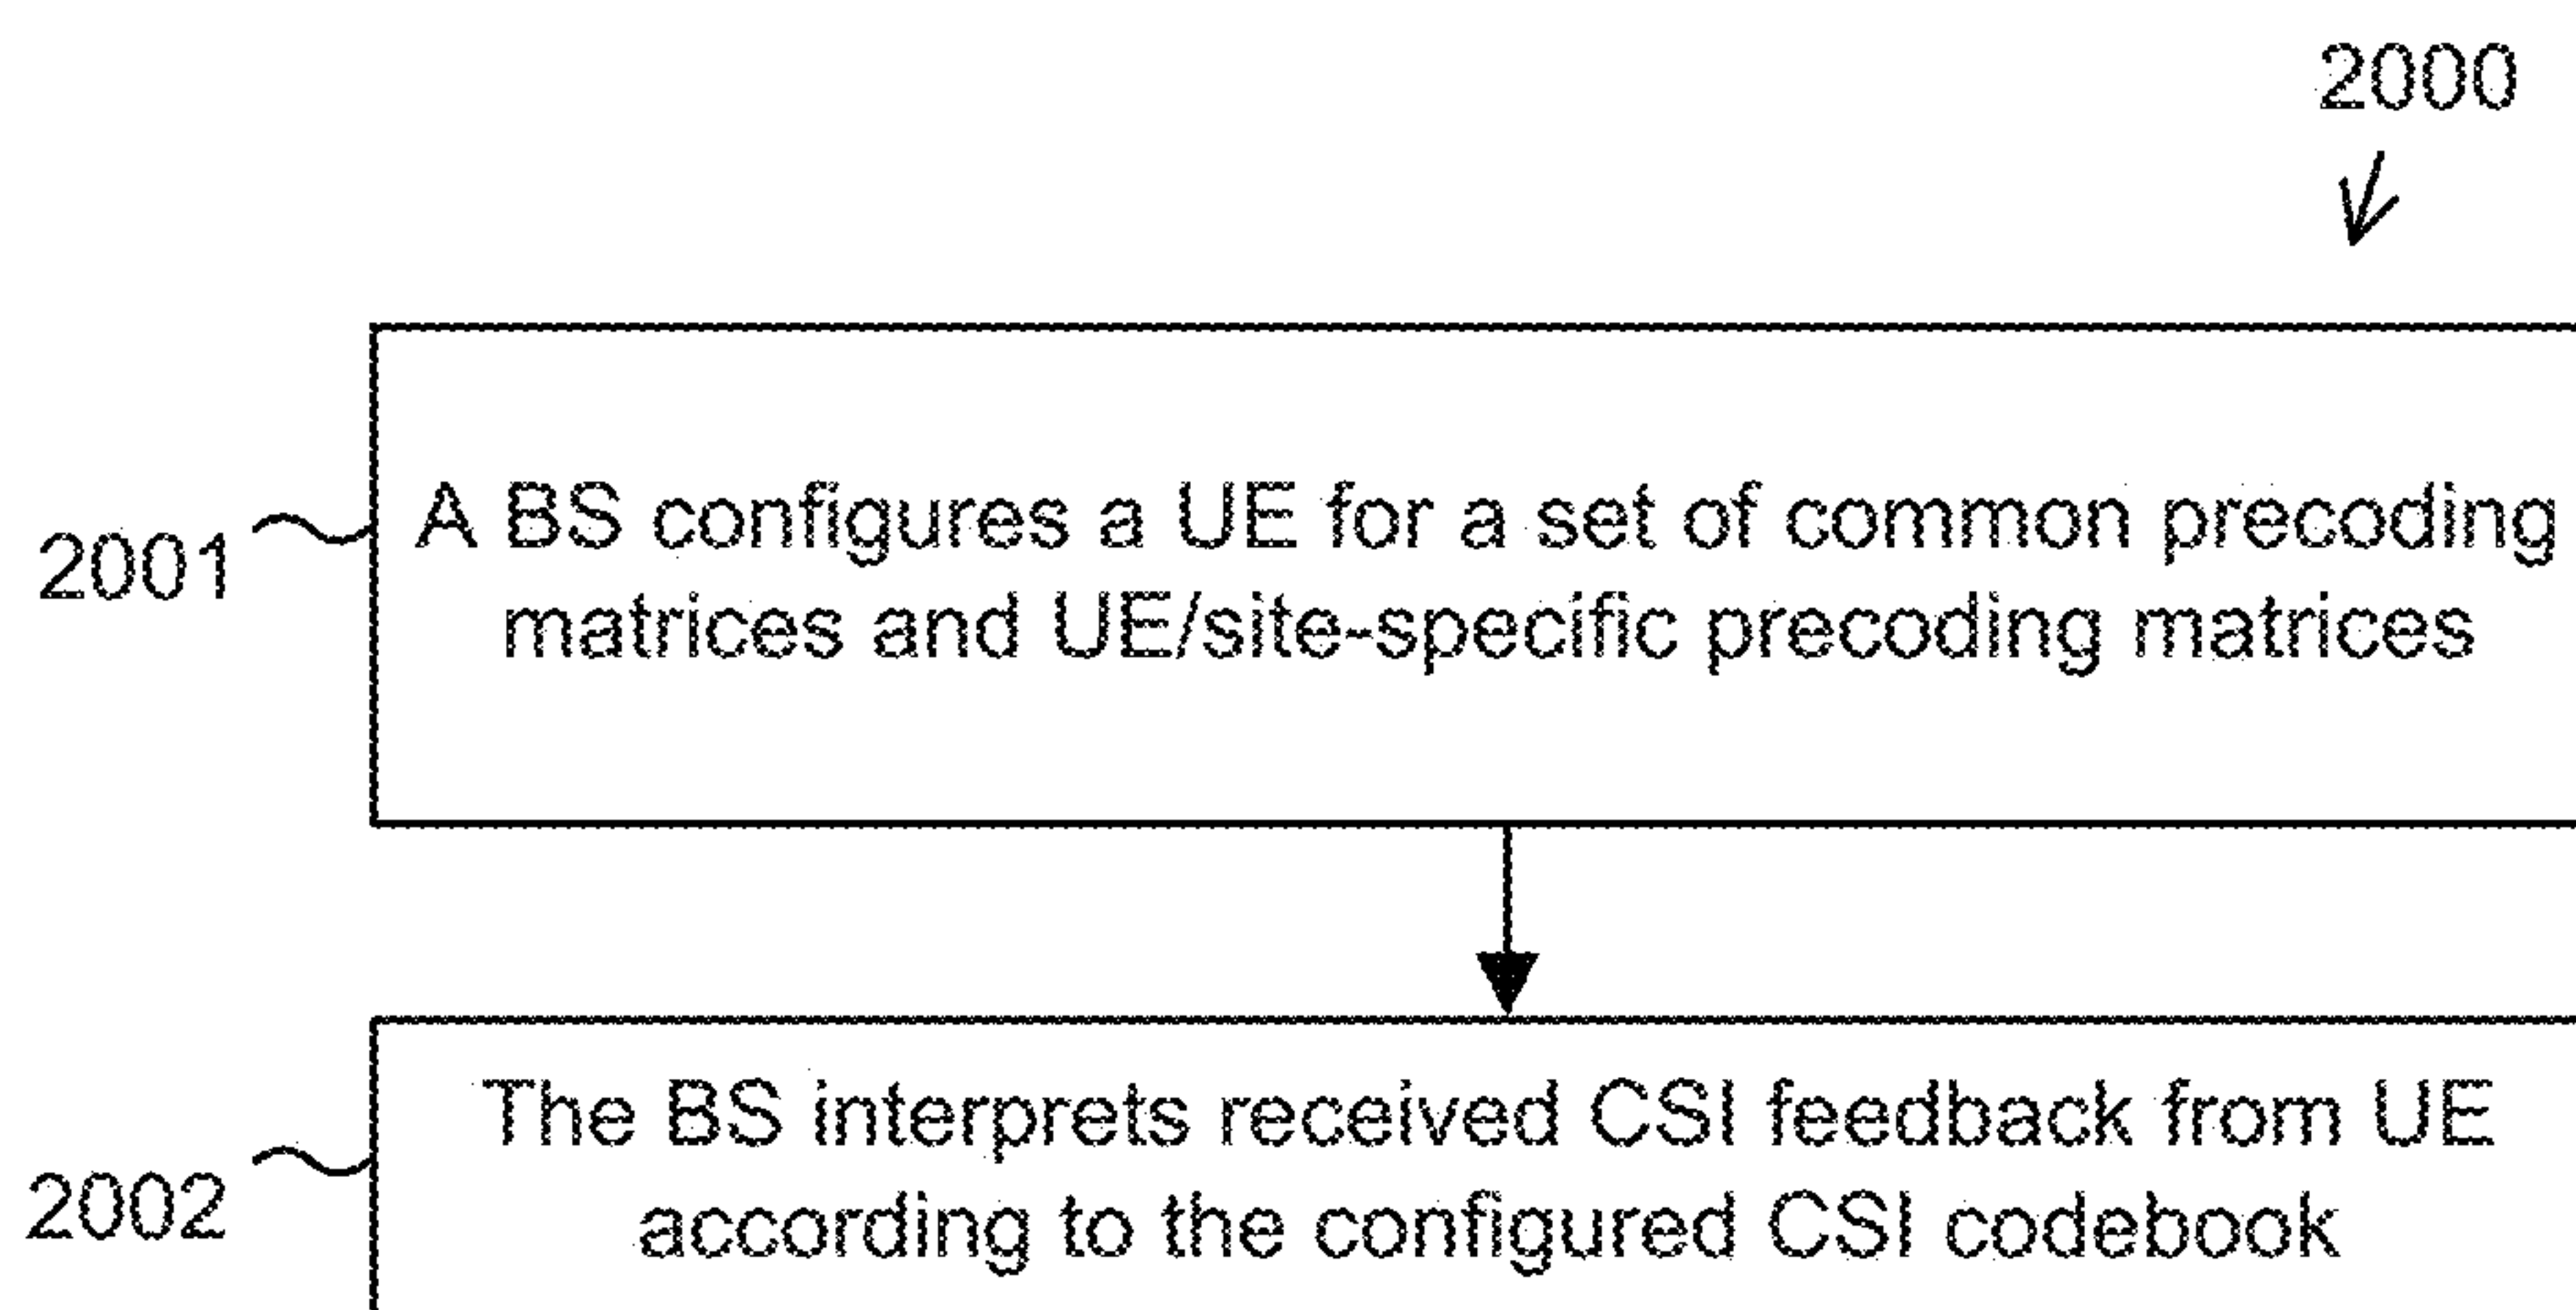 2000
2001
A BS configures a UE for a set of common precoding
matrices and UE/site-specific precoding matrices
2002
The BS interprets received CSI feedback from UE
according to the configured CSI codebook